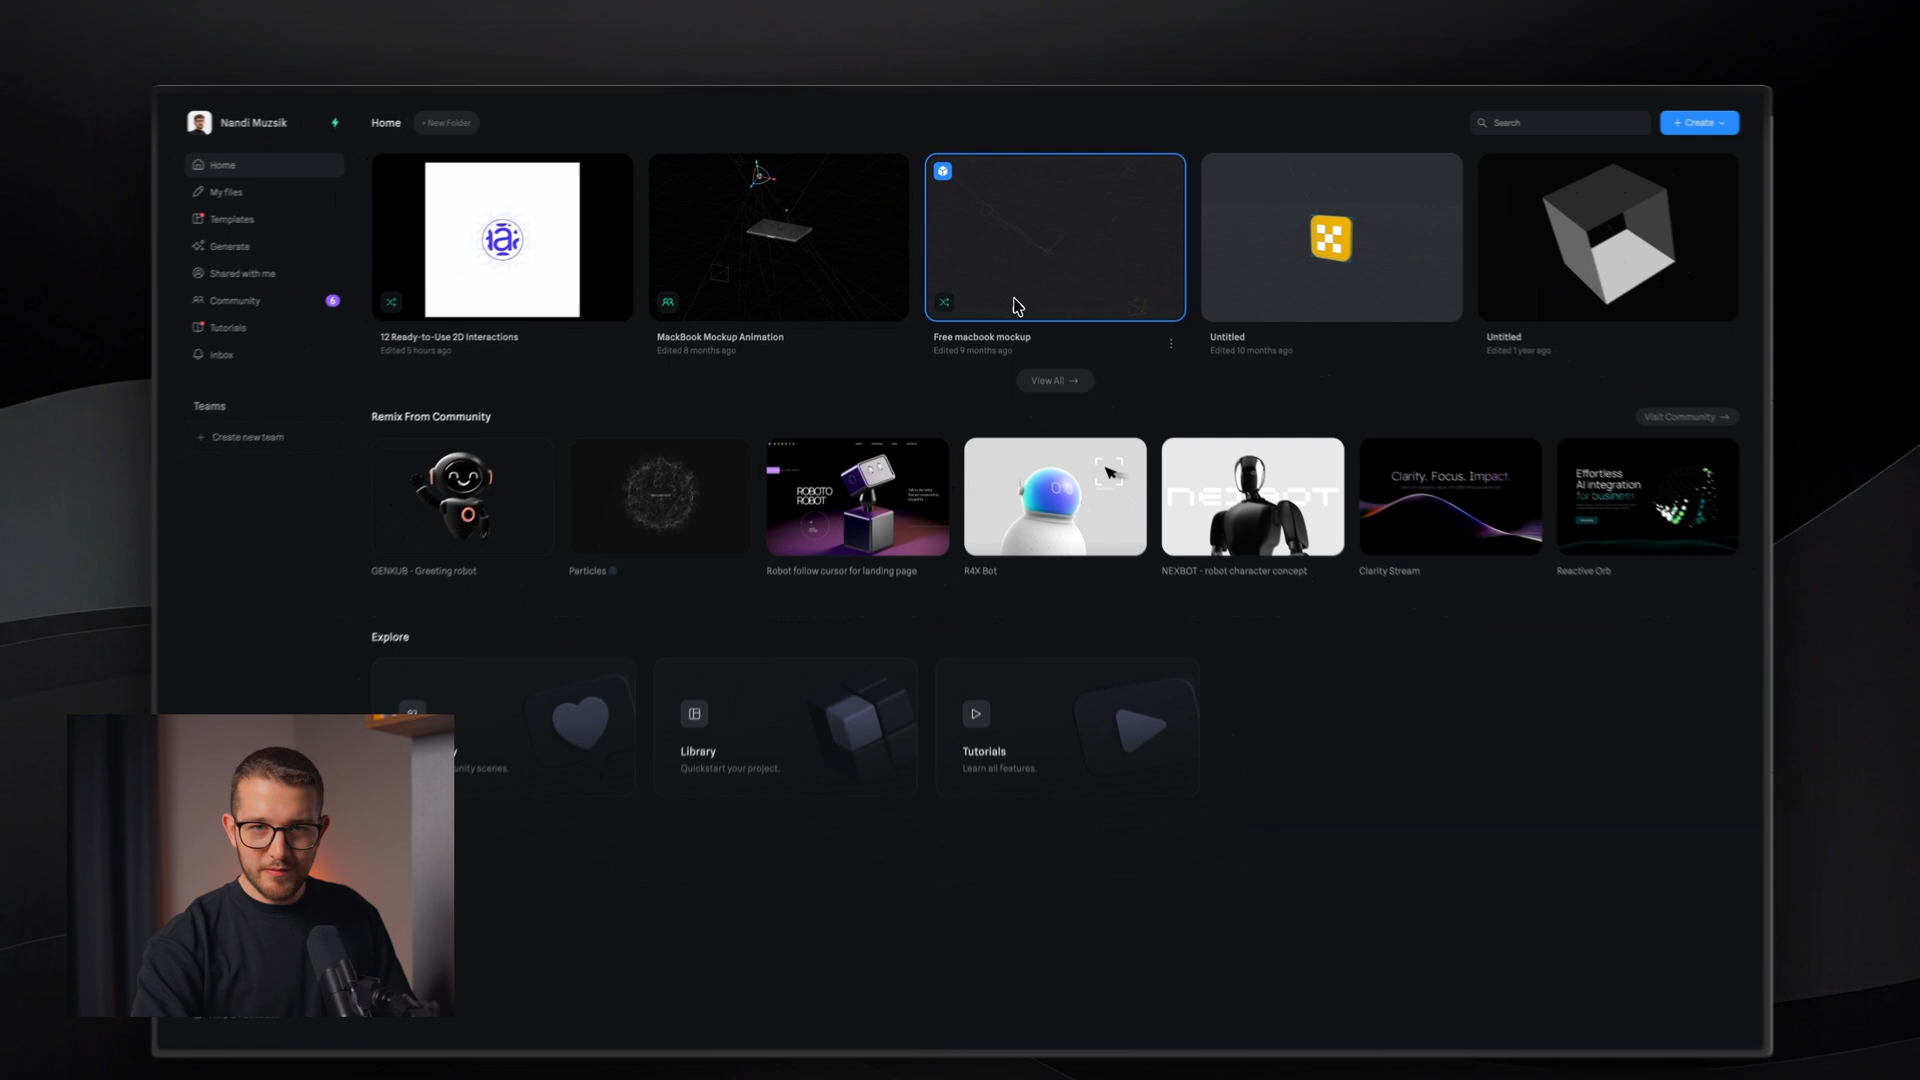 Nandi Muzsik
Home
+ New Folder
Search
+ Create
Home
My files
Templates
Generate
Shared with me
Community
6
Tutorials
Inbox
Teams
+ Create new team
12 Ready-to-Use 2D Interactions
Edited 5 hours ago
MackBook Mockup Animation
Edited 8 months ago
Free macbook mockup
Edited 9 months ago
Untitled
Edited 10 months ago
Untitled
Edited 1 year ago
View All →
Remix From Community
Visit Community →
ROBOTO
ROBOT
NEXBOT
Clarity. Focus. Impact.
Effortless
AI integration
for business
GENKUB - Greeting robot
Particles
Robot follow cursor for landing page
R4X Bot
NEXBOT - robot character concept
Clarity Stream
Reactive Orb
Explore
Library
Quickstart your project.
Tutorials
Learn all features.
scenes.